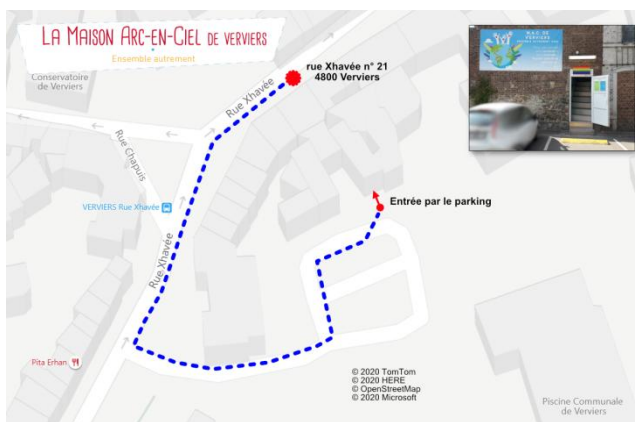 LA MAISON ARC-EN-CIEL DE VERVIERS
Ensemble autrement
Conservatoire
de Verviers
rue Xhavée n° 21
4800 Verviers
Rue Xhavée
Rue Chapuis
VERVIERS Rue Xhavée
Entrée par le parking
Rue Xhavée
Pita Erhan
© 2020 TomTom
© 2020 HERE
© OpenStreetMap
© 2020 Microsoft
Piscine Communale
de Verviers
M.A.C. DE
VERVIERS